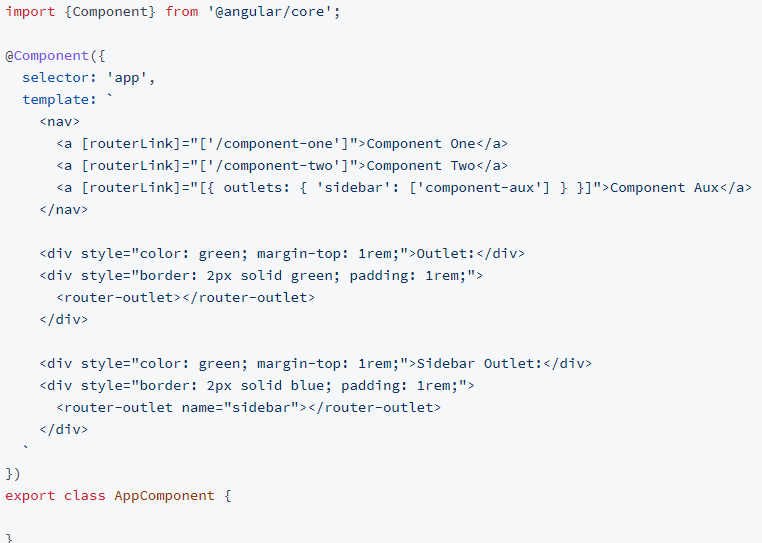 import {Component} from '@angular/core';

@Component({
  selector: 'app',
  template: `
    <nav>
      <a [routerLink]="['/component-one']">Component One</a>
      <a [routerLink]="['/component-two']">Component Two</a>
      <a [routerLink]="[{ outlets: { 'sidebar': ['component-aux'] } }]">Component Aux</a>
    </nav>

    <div style="color: green; margin-top: 1rem;">Outlet:</div>
    <div style="border: 2px solid green; padding: 1rem;">
      <router-outlet></router-outlet>
    </div>

    <div style="color: green; margin-top: 1rem;">Sidebar Outlet:</div>
    <div style="border: 2px solid blue; padding: 1rem;">
      <router-outlet name="sidebar"></router-outlet>
    </div>
  `
})
export class AppComponent {

}